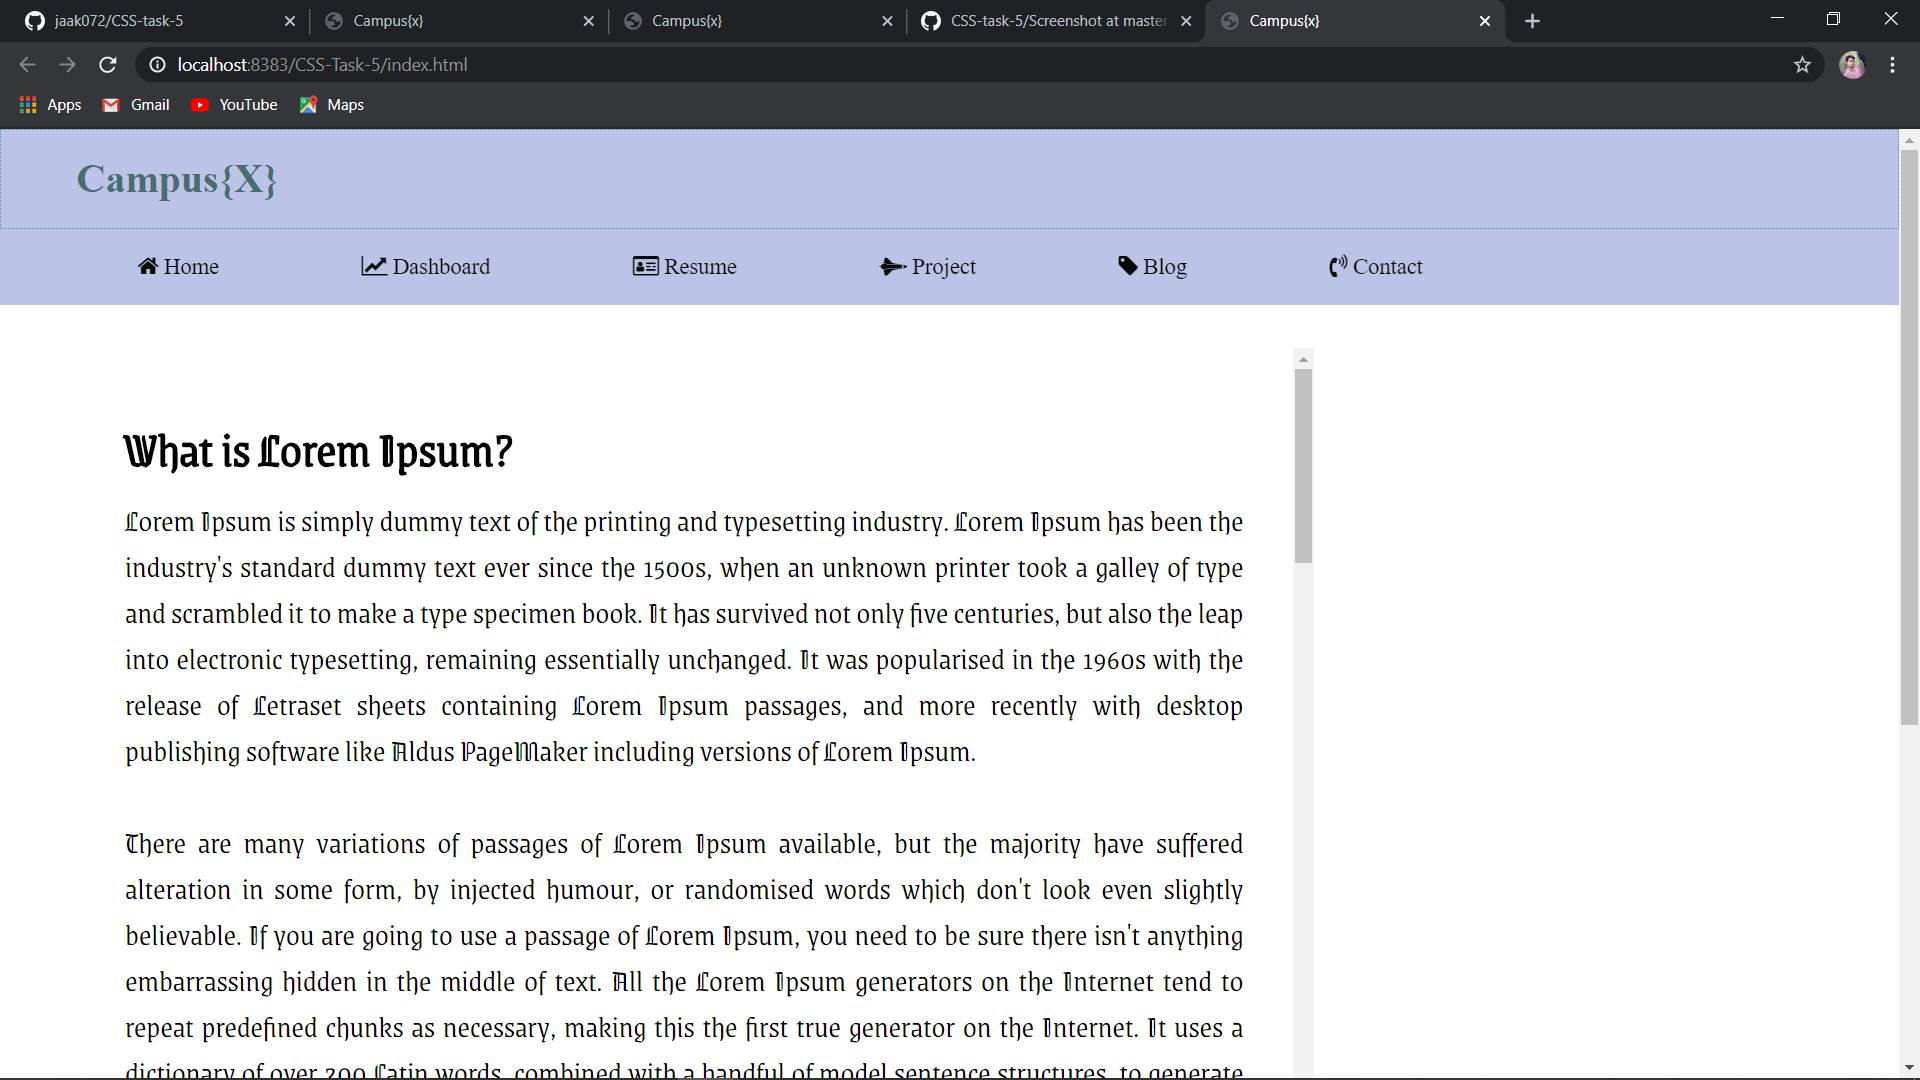 jaak072/CSS-task-5
Campus{x}
Campus{x}
CSS-task-5/Screenshot at master
Campus{x}
localhost:8383/CSS-Task-5/index.html
Apps Gmail YouTube Maps
Campus{X}
Home Dashboard Resume Project Blog Contact
What is Lorem Ipsum?
Lorem Ipsum is simply dummy text of the printing and typesetting industry. Lorem Ipsum has been the
industry's standard dummy text ever since the 1500s, when an unknown printer took a galley of type
and scrambled it to make a type specimen book. It has survived not only five centuries, but also the leap
into electronic typesetting, remaining essentially unchanged. It was popularised in the 1960s with the
release of Letraset sheets containing Lorem Ipsum passages, and more recently with desktop
publishing software like Aldus PageMaker including versions of Lorem Ipsum.
There are many variations of passages of Lorem Ipsum available, but the majority have suffered
alteration in some form, by injected humour, or randomised words which don't look even slightly
believable. If you are going to use a passage of Lorem Ipsum, you need to be sure there isn't anything
embarrassing hidden in the middle of text. All the Lorem Ipsum generators on the Internet tend to
repeat predefined chunks as necessary, making this the first true generator on the Internet. It uses a
dictionary of over 200 Latin words, combined with a handful of model sentence structures, to generate